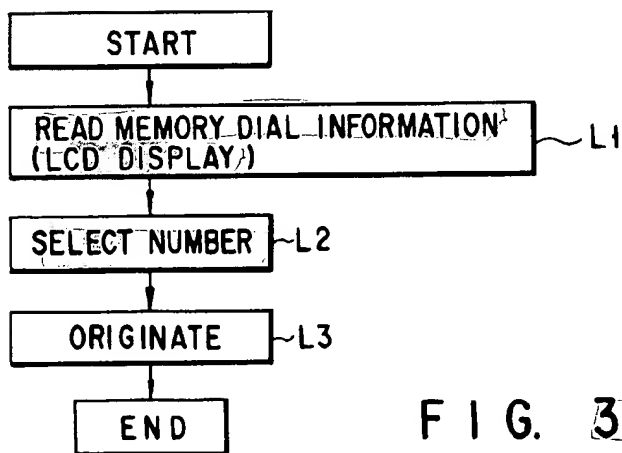 START
READ MEMORY DIAL INFORMATION
(LCD DISPLAY)
L1
SELECT NUMBER
L2
ORIGINATE
L3
END
FIG. 3